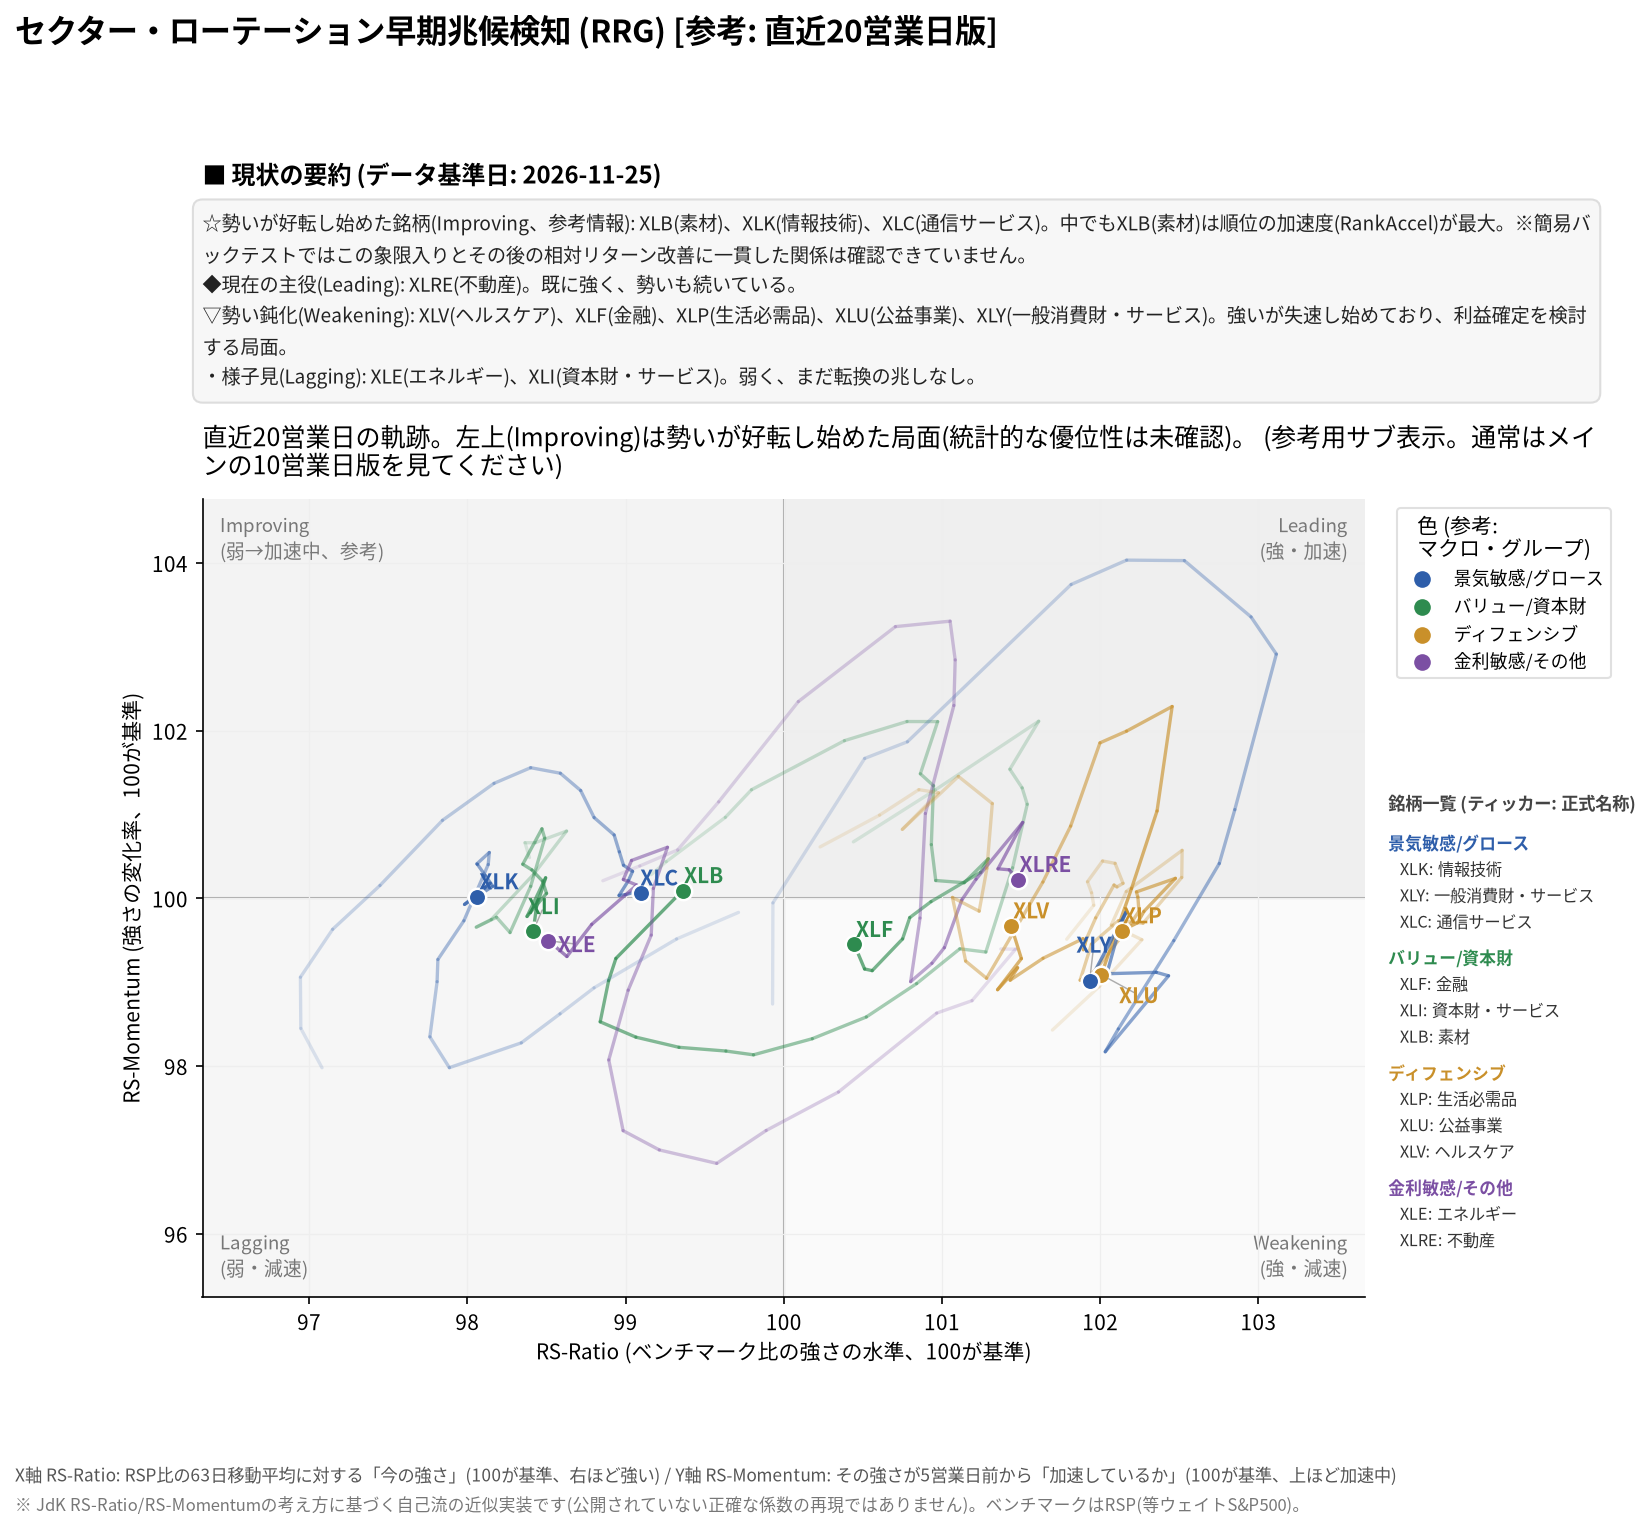 セクター・ローテーション早期兆候検知 (RRG) [参考: 直近20営業日版]
■ 現状の要約 (データ基準日: 2026-11-25)
☆勢いが好転し始めた銘柄(Improving、参考情報): XLB(素材)、XLK(情報技術)、XLC(通信サービス)。中でもXLB(素材)は順位の加速度(RankAccel)が最大。※簡易バ
ックテストではこの象限入りとその後の相対リターン改善に一貫した関係は確認できていません。
◆現在の主役(Leading): XLRE(不動産)。既に強く、勢いも続いている。
▽勢い鈍化(Weakening): XLV(ヘルスケア)、XLF(金融)、XLP(生活必需品)、XLU(公益事業)、XLY(一般消費財・サービス)。強いが失速し始めており、利益確定を検討
する局面。
・様子見(Lagging): XLE(エネルギー)、XLI(資本財・サービス)。弱く、まだ転換の兆しなし。
直近20営業日の軌跡。左上(Improving)は勢いが好転し始めた局面(統計的な優位性は未確認)。 (参考用サブ表示。通常はメイ
ンの10営業日版を見てください)
Improving
(弱→加速中、参考)
Leading
(強・加速)
Lagging
(弱・減速)
Weakening
(強・減速)
104
102
100
98
96
RS-Momentum (強さの変化率、100が基準)
XLK
XLC
XLB
XLI
XLE
XLRE
XLV
XLF
XLP
XLY
XLU
97
98
99
100
101
102
103
RS-Ratio (ベンチマーク比の強さの水準、100が基準)
色 (参考:
マクロ・グループ)
景気敏感/グロース
バリュー/資本財
ディフェンシブ
金利敏感/その他
銘柄一覧 (ティッカー: 正式名称)
景気敏感/グロース
XLK: 情報技術
XLY: 一般消費財・サービス
XLC: 通信サービス
バリュー/資本財
XLF: 金融
XLI: 資本財・サービス
XLB: 素材
ディフェンシブ
XLP: 生活必需品
XLU: 公益事業
XLV: ヘルスケア
金利敏感/その他
XLE: エネルギー
XLRE: 不動産
X軸 RS-Ratio: RSP比の63日移動平均に対する「今の強さ」(100が基準、右ほど強い) / Y軸 RS-Momentum: その強さが5営業日前から「加速しているか」(100が基準、上ほど加速中)
※ JdK RS-Ratio/RS-Momentumの考え方に基づく自己流の近似実装です(公開されていない正確な係数の再現ではありません)。ベンチマークはRSP(等ウェイトS&P500)。